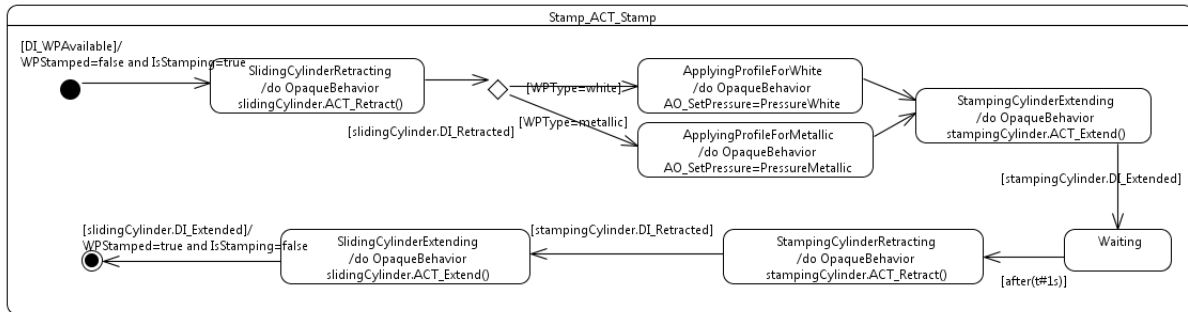 Stamp_ACT_Stamp
[DI_WPAvailable]/
WPStamped=false and IsStamping=true
SlidingCylinderRetracting
/do OpaqueBehavior
slidingCylinder.ACT_Retract()
[slidingCylinder.DI_Retracted]
[WPType=white]
[WPType=metallic]
ApplyingProfileForWhite
/do OpaqueBehavior
AO_SetPressure=PressureWhite
ApplyingProfileForMetallic
/do OpaqueBehavior
AO_SetPressure=PressureMetallic
StampingCylinderExtending
/do OpaqueBehavior
stampingCylinder.ACT_Extend()
[stampingCylinder.DI_Extended]
Waiting
[after(t#1s)]
StampingCylinderRetracting
/do OpaqueBehavior
stampingCylinder.ACT_Retract()
[stampingCylinder.DI_Retracted]
SlidingCylinderExtending
/do OpaqueBehavior
slidingCylinder.ACT_Extend()
[slidingCylinder.DI_Extended]/
WPStamped=true and IsStamping=false